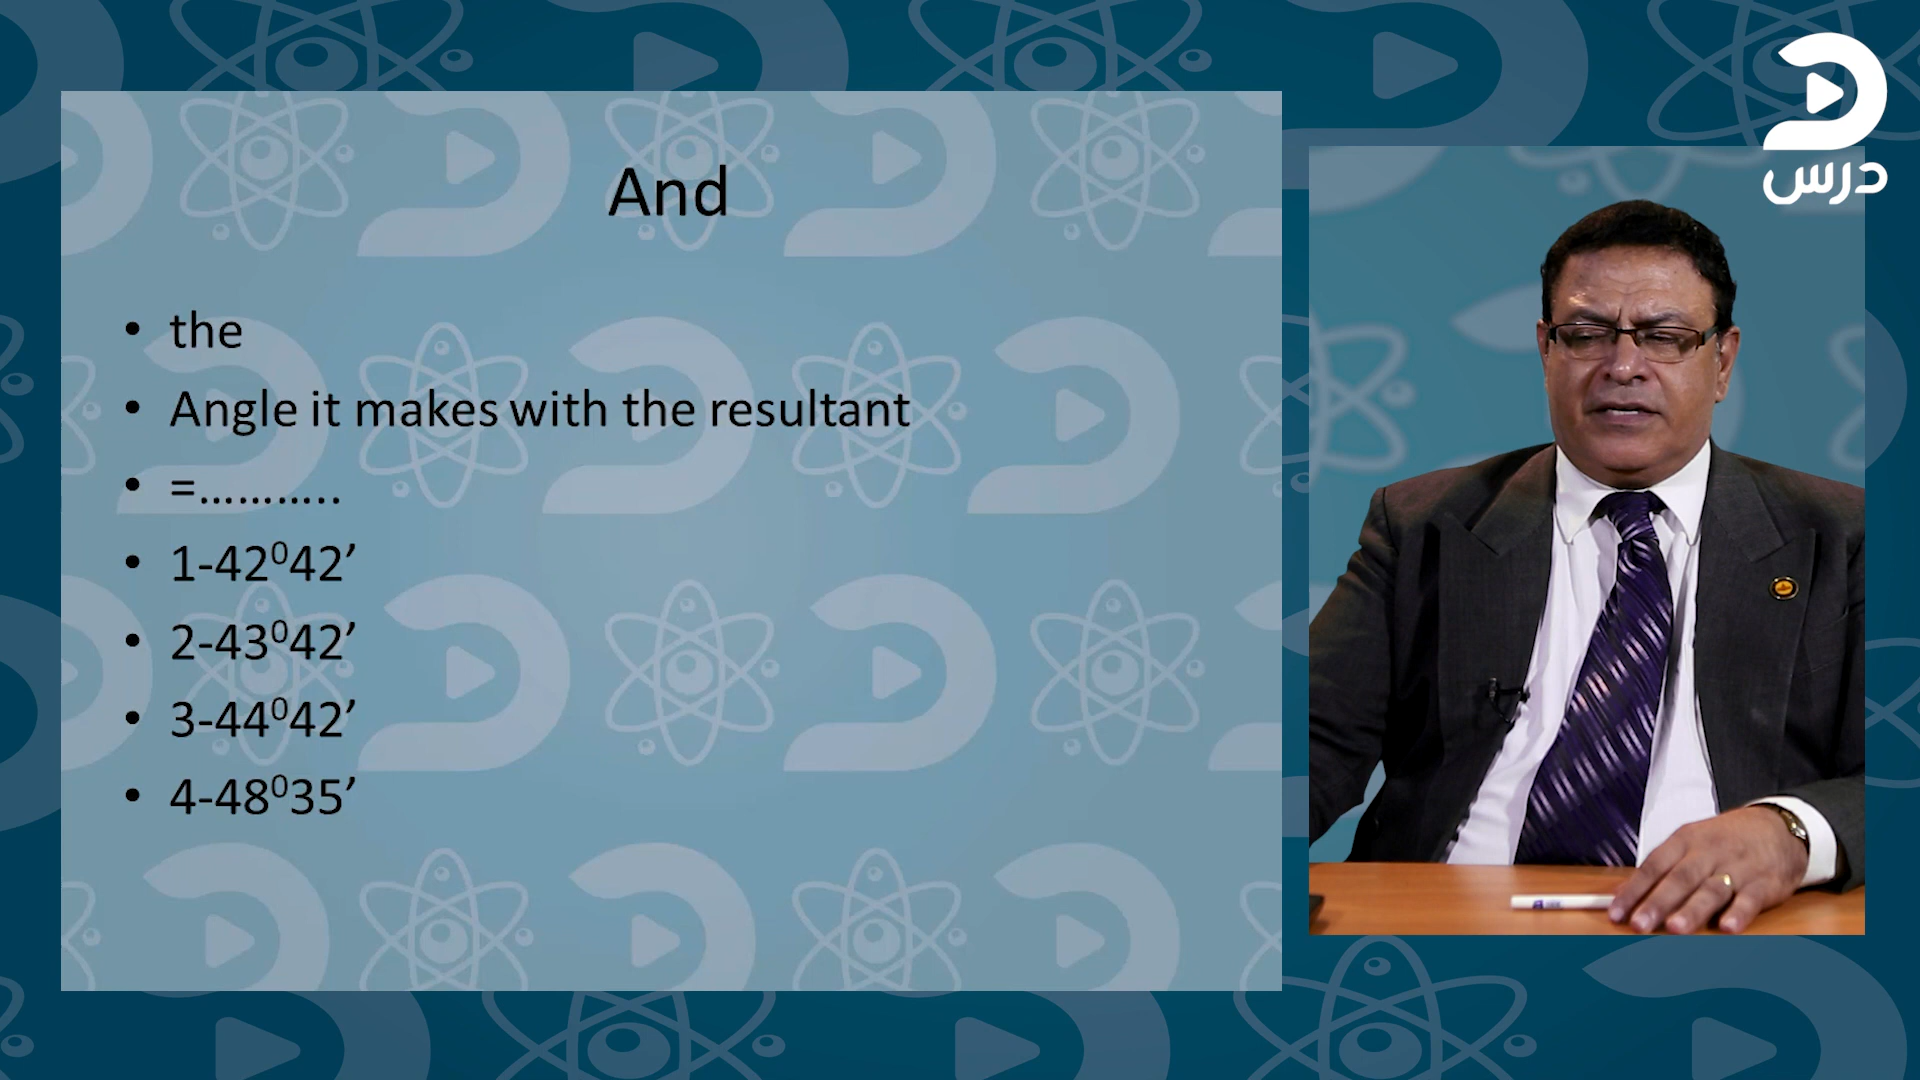 درس
And
• the
• Angle it makes with the resultant
• =………..
• 1-42⁰42’
• 2-43⁰42’
• 3-44⁰42’
• 4-48⁰35’